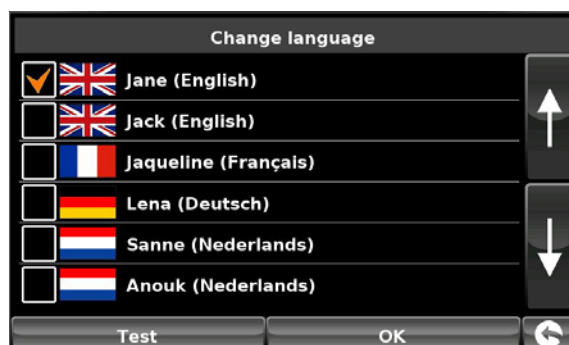 Change language
Jane (English)
Jack (English)
Jaqueline (Français)
Lena (Deutsch)
Sanne (Nederlands)
Anouk (Nederlands)
Test
OK